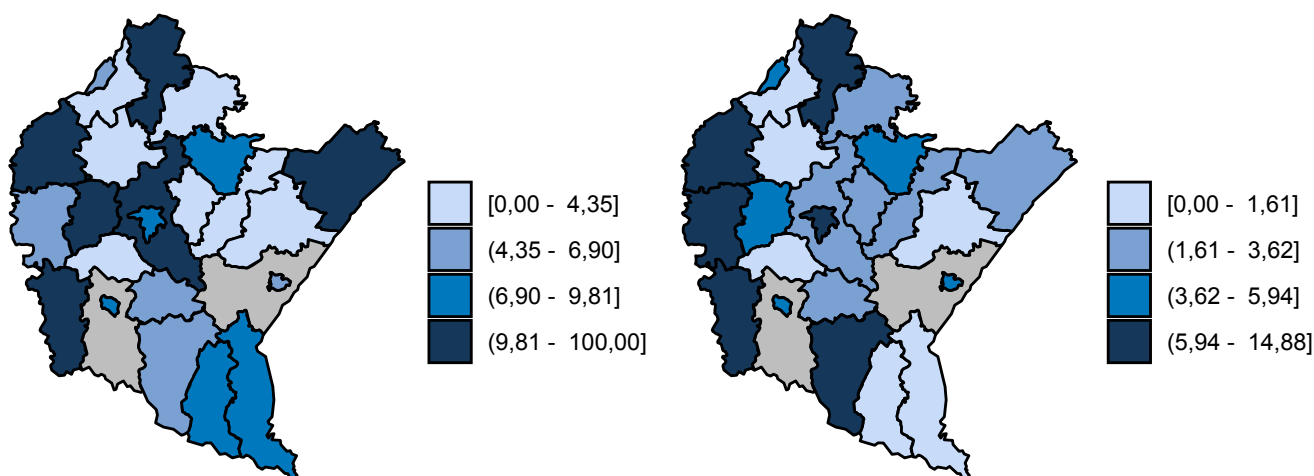 [0,00 - 4,35]
(4,35 - 6,90]
(6,90 - 9,81]
(9,81 - 100,00]
[0,00 - 1,61]
(1,61 - 3,62]
(3,62 - 5,94]
(5,94 - 14,88]